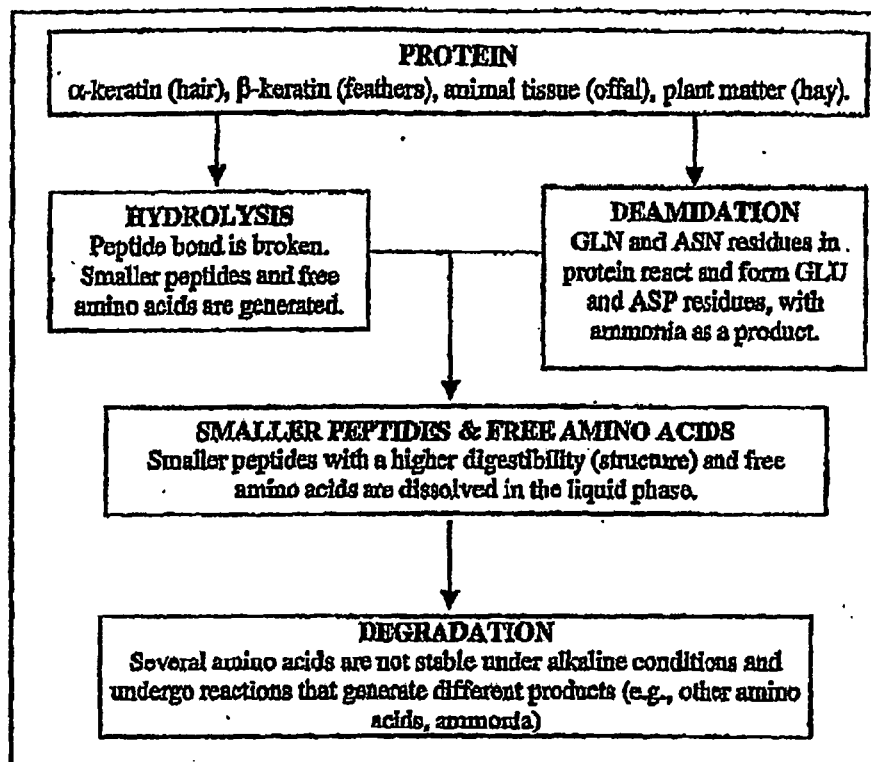 PROTEIN
α-keratin (hair), β-keratin (feathers), animal tissue (offal), plant matter (hay).
HYDROLYSIS
Peptide bond is broken.
Smaller peptides and free
amino acids are generated.
DEAMIDATION
GLN and ASN residues in
protein react and form GLU
and ASP residues, with
ammonia as a product.
SMALLER PEPTIDES & FREE AMINO ACIDS
Smaller peptides with a higher digestibility (structure) and free
amino acids are dissolved in the liquid phase.
DEGRADATION
Several amino acids are not stable under alkaline conditions and
undergo reactions that generate different products (e.g., other amino
acids, ammonia)